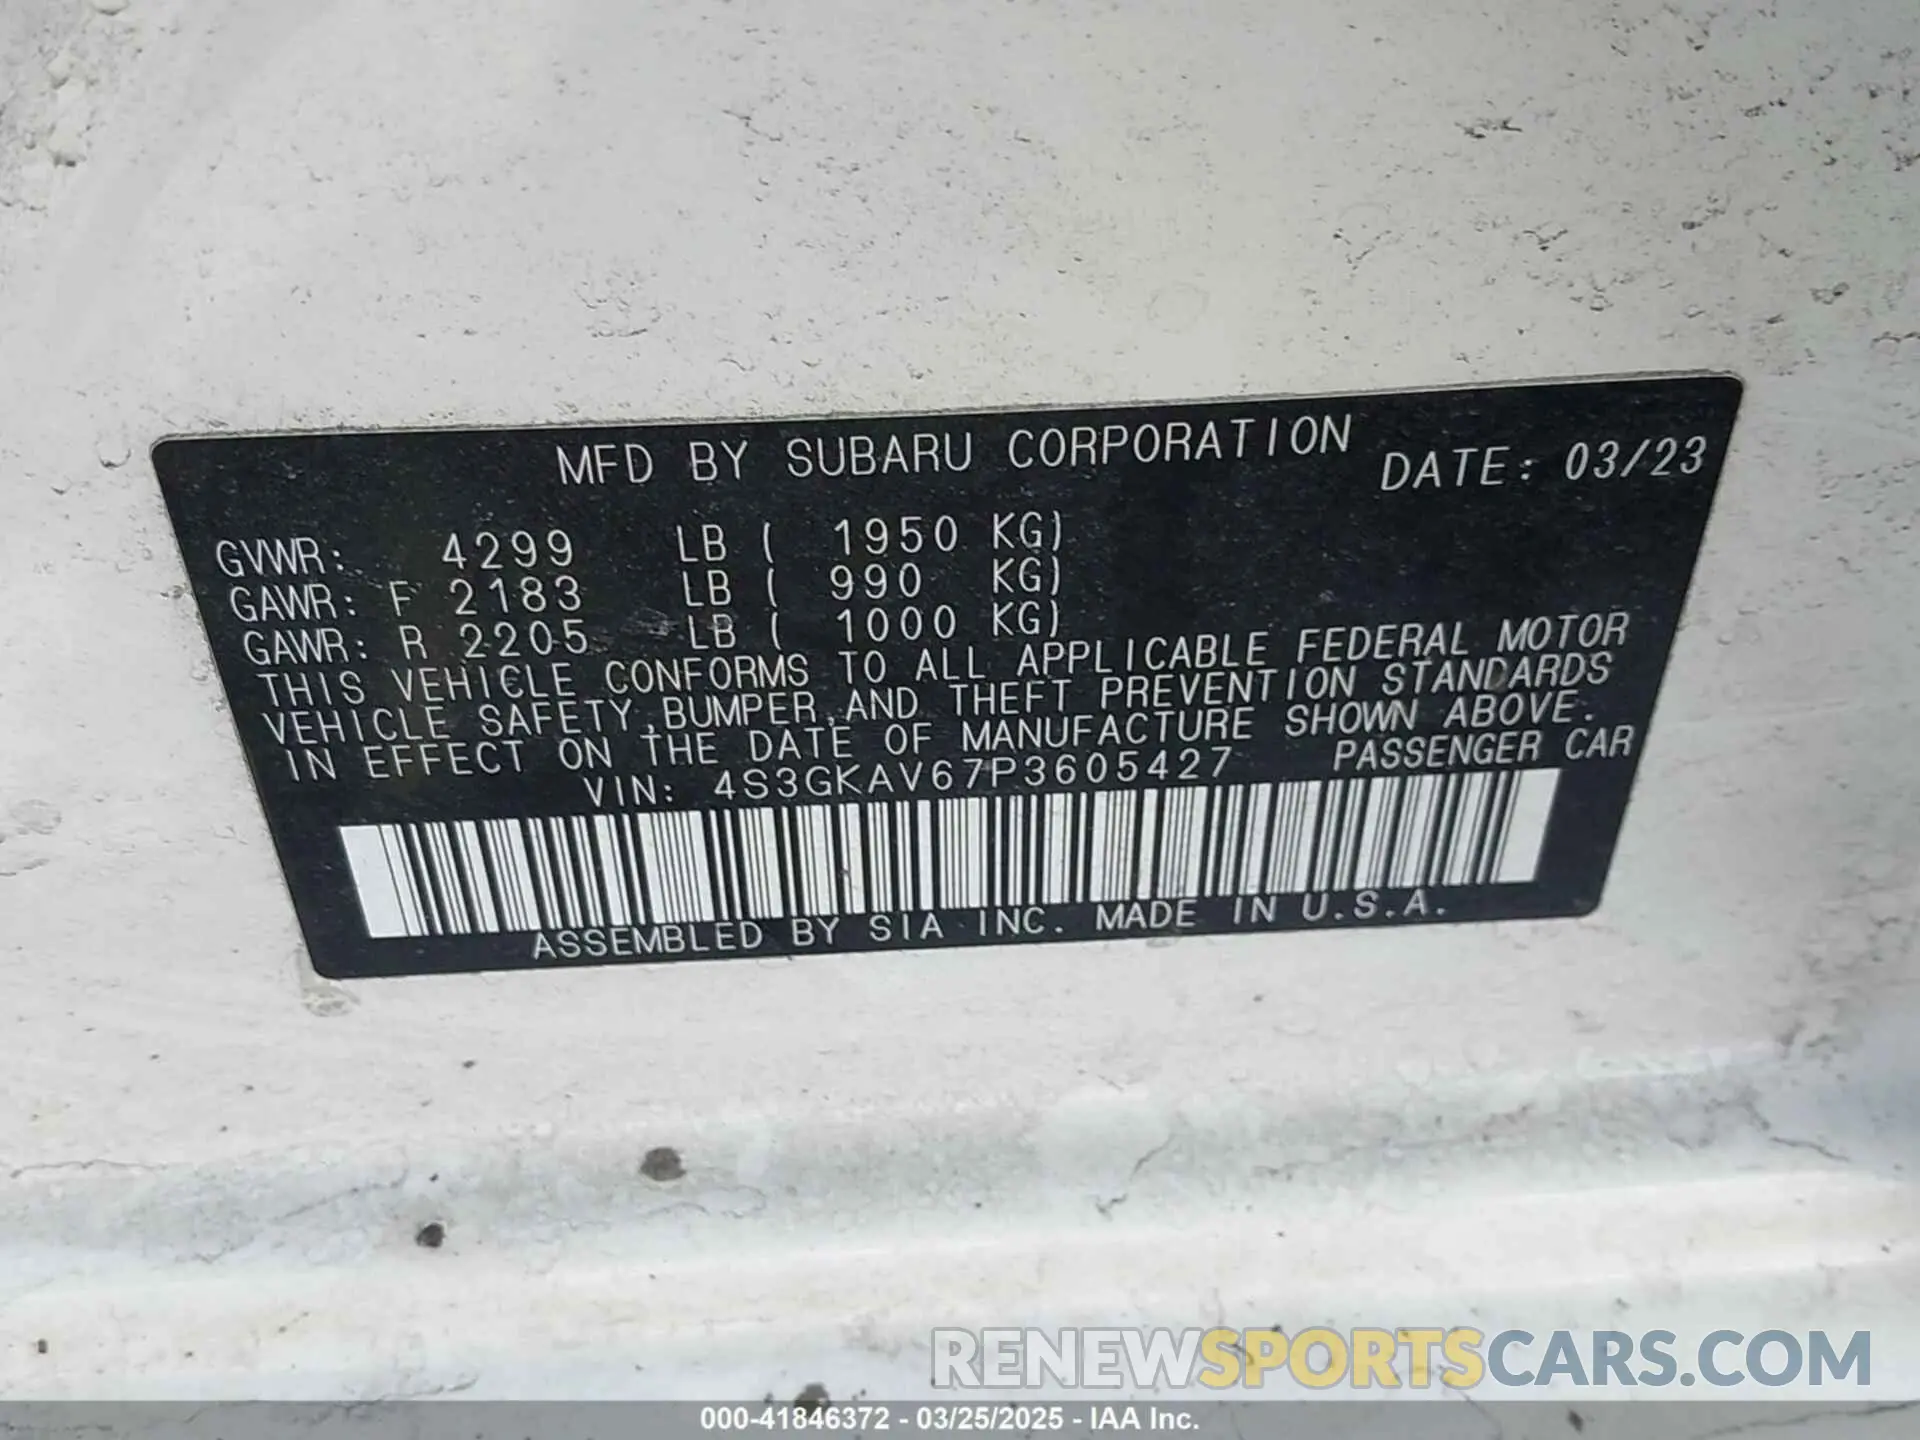 MFD BY SUBARU CORPORATION DATE: 03/23
GVWR: 4299 LB ( 1950 KG)
GAWR: F 2183 LB ( 990 KG)
GAWR: R 2205 LB ( 1000 KG)
THIS VEHICLE CONFORMS TO ALL APPLICABLE FEDERAL MOTOR
VEHICLE SAFETY,BUMPER,AND THEFT PREVENTION STANDARDS
IN EFFECT ON THE DATE OF MANUFACTURE SHOWN ABOVE.
VIN: 4S3GKAV67P3605427 PASSENGER CAR
ASSEMBLED BY SIA INC. MADE IN U.S.A.
RENEWSPORTSCARS.COM
000-41846372 - 03/25/2025 - IAA Inc.